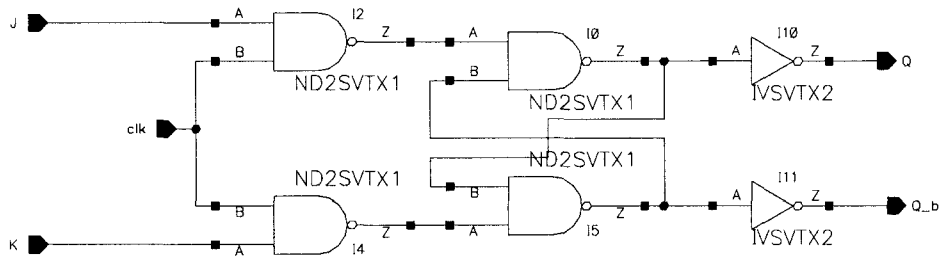 J
A
I2
Z
B
ND2SVTX1
A
I0
Z
B
ND2SVTX1
A
I10
Z
Q
IVSVTX2
clk
ND2SVTX1
B
A
I4
Z
K
ND2SVTX1
B
A
I5
Z
A
I11
Z
Q_b
IVSVTX2